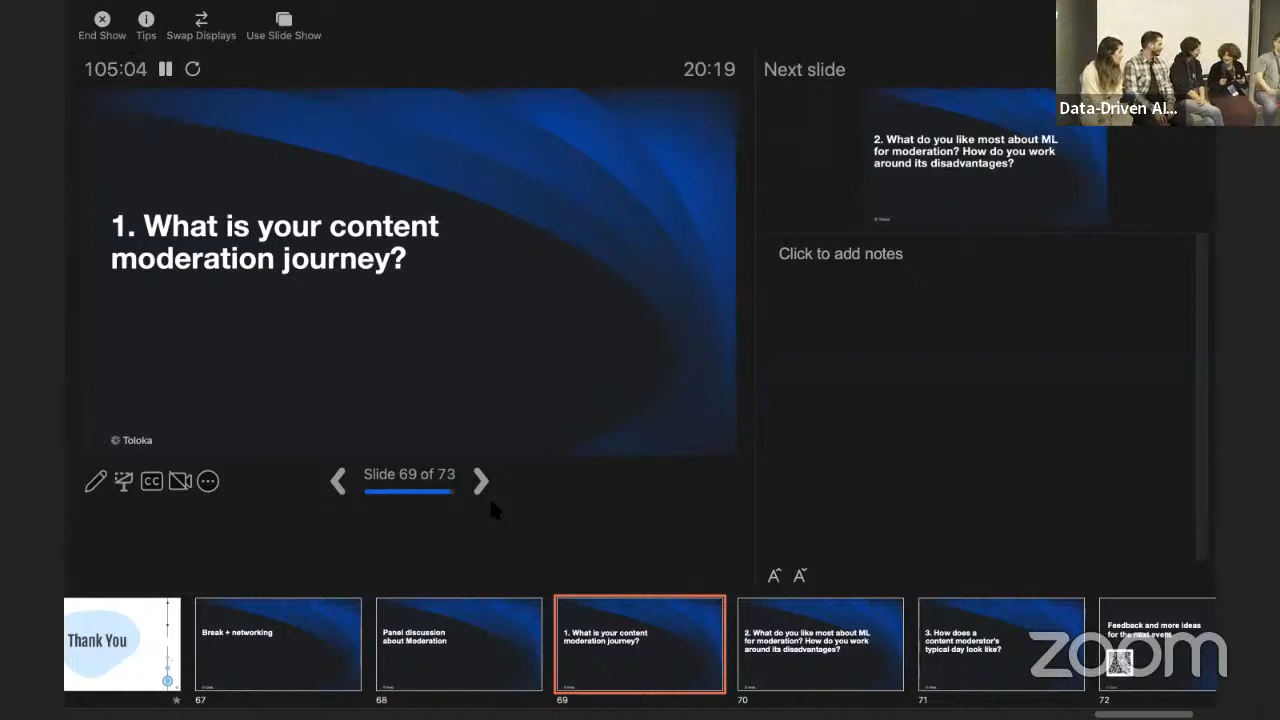 End Show
Tips
Swap Displays
Use Slide Show
105:04
20:19
Next slide
Data-Driven AI...
1. What is your content
moderation journey?
Toloka
2. What do you like most about ML
for moderation? How do you work
around its disadvantages?
Toloka
Click to add notes
CC
Slide 69 of 73
Thank You
Break + networking
Panel discussion
about Moderation
1. What is your content
moderation journey?
2. What do you like most about ML
for moderation? How do you work
around its disadvantages?
3. How does a
content moderator's
typical day look like?
Feedback and more ideas
for the next event
67
68
69
70
71
72
zoom